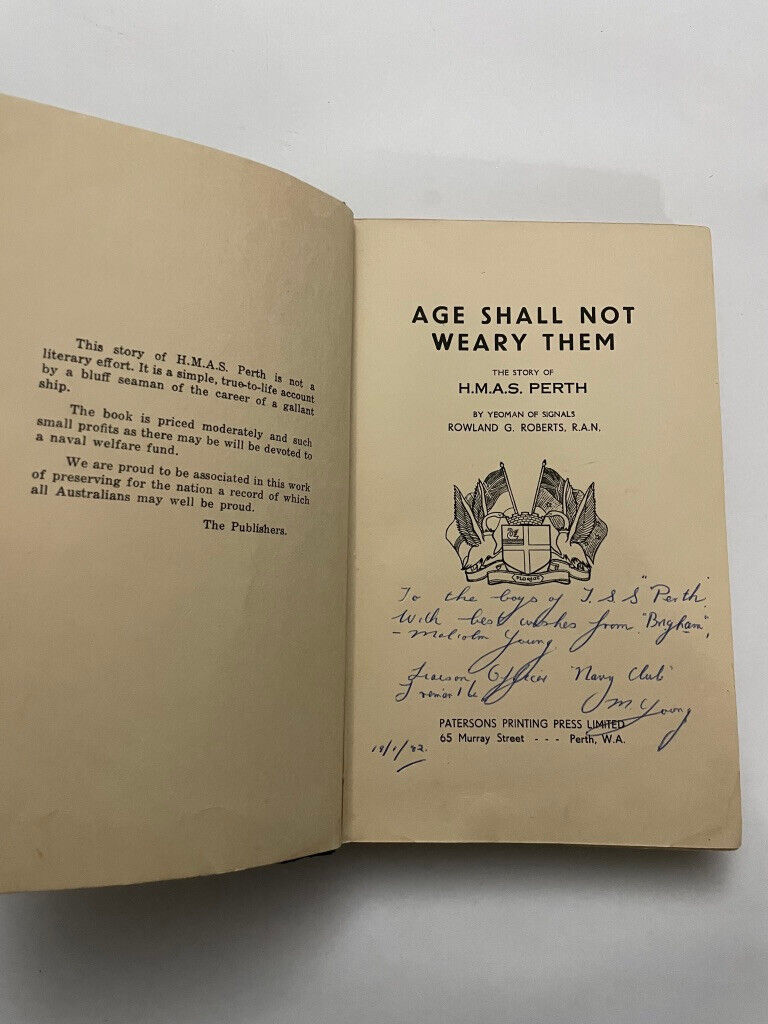 This story of H.M.A.S. Perth is not a
literary effort. It is a simple, true-to-life account
by a bluff seaman of the career of a gallant
ship.
The book is priced moderately and such
small profits as there may be will be devoted to
a naval welfare fund.
We are proud to be associated in this work
of preserving for the nation a record of which
all Australians may well be proud.
The Publishers.
AGE SHALL NOT
WEARY THEM
THE STORY OF
H.M.A.S. PERTH
BY YEOMAN OF SIGNALS
ROWLAND G. ROBERTS, R.A.N.
FLOREAT
To the boys of T.S.S "Perth"
With best wishes from "Brigham",
- Malcolm Young
Liaison Officer "Navy Club"
M Young
PATERSONS PRINTING PRESS LIMITED
65 Murray Street - - - Perth, W.A.
18/1/82.